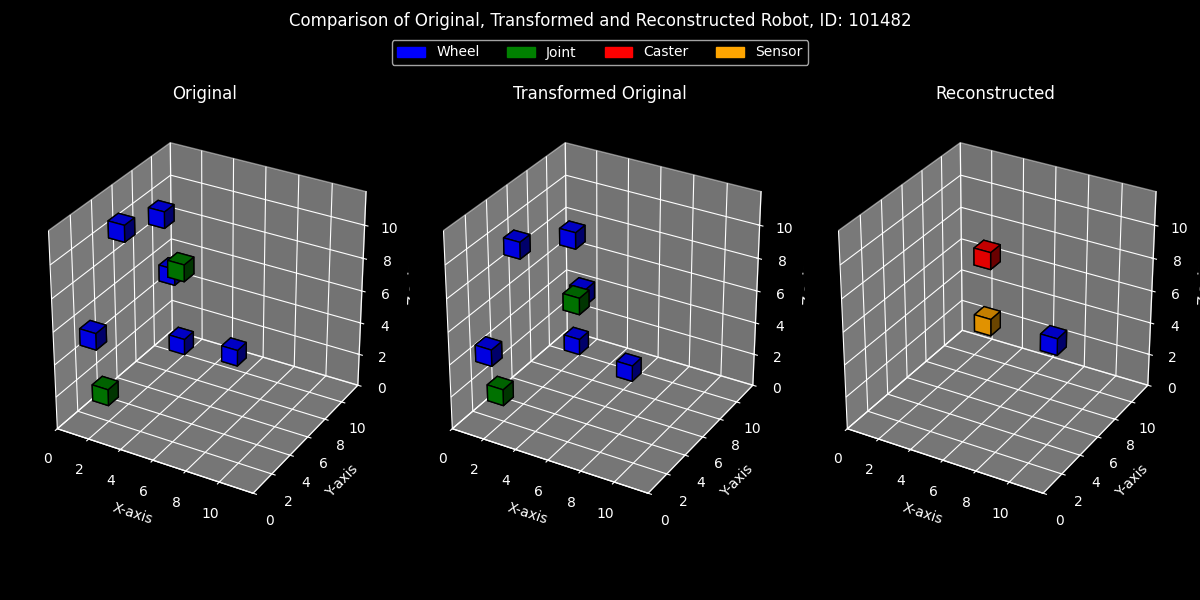 Comparison of Original, Transformed and Reconstructed Robot, ID: 101482
Wheel Joint Caster Sensor
Original Transformed Original Reconstructed
0 2 4 6 8 10
X-axis
0 2 4 6 8 10
Y-axis
0 2 4 6 8 10
0 2 4 6 8 10
X-axis
0 2 4 6 8 10
Y-axis
0 2 4 6 8 10
0 2 4 6 8 10
X-axis
0 2 4 6 8 10
Y-axis
0 2 4 6 8 10